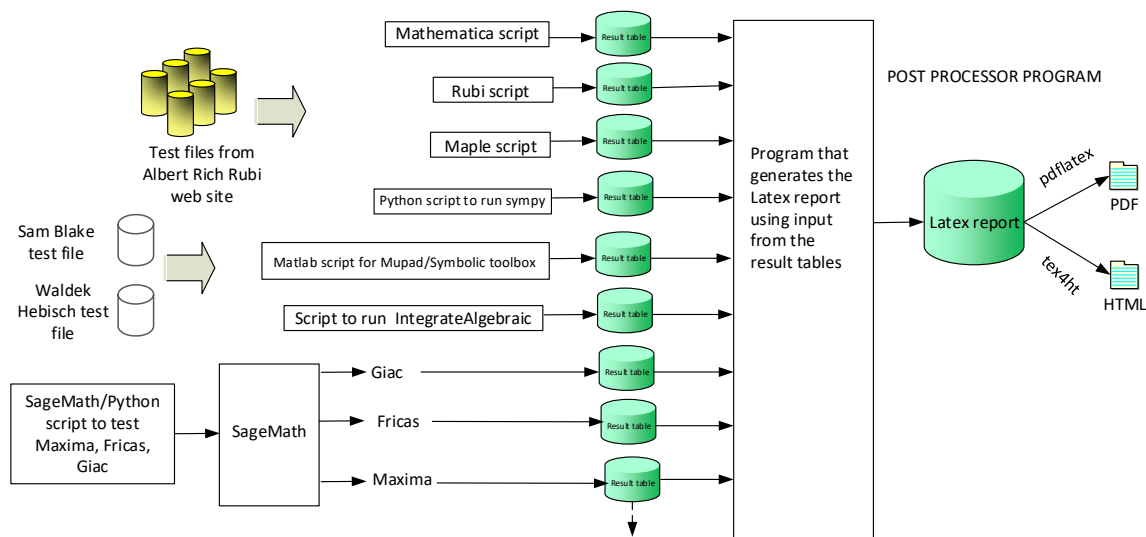 Mathematica script
Result table
Rubi script
Result table
Maple script
Result table
Python script to run sympy
Result table
Matlab script for Mupad/Symbolic toolbox
Result table
Script to run IntegrateAlgebraic
Result table
Test files from
Albert Rich Rubi
web site
Sam Blake
test file
Waldek
Hebisch test
file
SageMath/Python
script to test
Maxima, Fricas,
Giac
SageMath
Giac
Result table
Fricas
Result table
Maxima
Result table
Program that
generates the
Latex report
using input
from the
result tables
POST PROCESSOR PROGRAM
Latex report
pdflatex
PDF
tex4ht
HTML